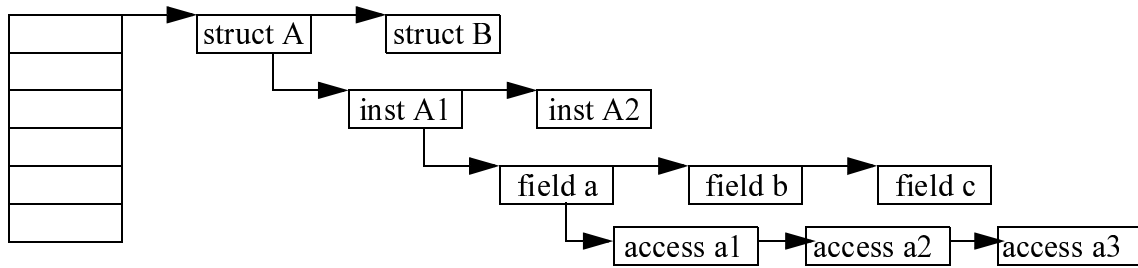 struct A struct B
inst A1 inst A2
field a field b field c
access a1 access a2 access a3